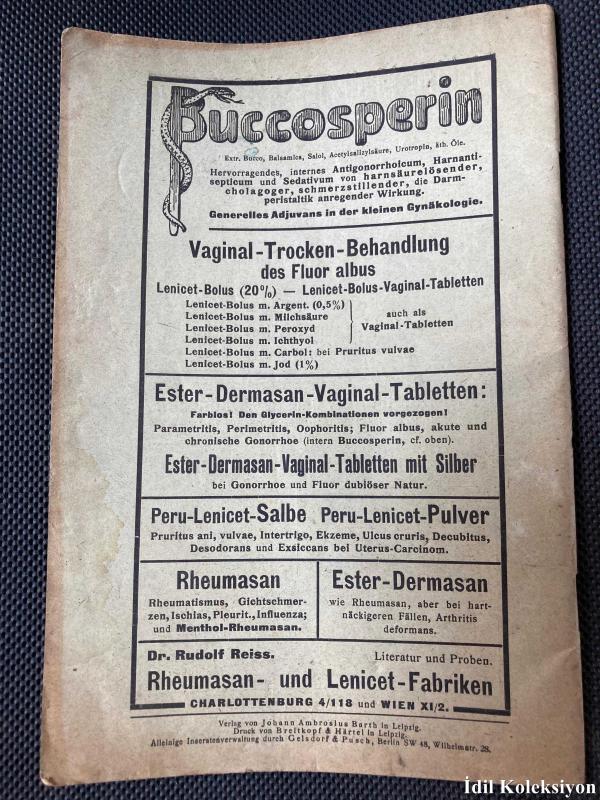 Buccosperin
Extr. Bucco, Balsamica, Salol, Acetylsalizylsäure, Urotropin, äth. Öle.
Hervorragendes, internes Antigonorrhoicum, Harnanti-
septicum und Sedativum von harnsäurelösender,
cholagoger, schmerzstillender, die Darm-
peristaltik anregender Wirkung.
Generelles Adjuvans in der kleinen Gynäkologie.
Vaginal-Trocken-Behandlung
des Fluor albus
Lenicet-Bolus (20%) — Lenicet-Bolus-Vaginal-Tabletten
Lenicet-Bolus m. Argent. (0,5%)
Lenicet-Bolus m. Milchsäure
Lenicet-Bolus m. Peroxyd
Lenicet-Bolus m. Ichthyol
auch als
Vaginal-Tabletten
Lenicet-Bolus m. Carbol: bei Pruritus vulvae
Lenicet-Bolus m. Jod (1%)
Ester-Dermasan-Vaginal-Tabletten:
Farblos! Den Glycerin-Kombinationen vorgezogen!
Parametritis, Perimetritis, Oophoritis; Fluor albus, akute und
chronische Gonorrhoe (intern Buccosperin, cf. oben).
Ester-Dermasan-Vaginal-Tabletten mit Silber
bei Gonorrhoe und Fluor dubiöser Natur.
Peru-Lenicet-Salbe Peru-Lenicet-Pulver
Pruritus ani, vulvae, Intertrigo, Ekzeme, Ulcus cruris, Decubitus,
Desodorans und Exsiccans bei Uterus-Carcinom.
Rheumasan
Rheumatismus, Gichtschmer-
zen, Ischias, Pleurit., Influenza;
und Menthol-Rheumasan.
Ester-Dermasan
wie Rheumasan, aber bei hart-
näckigeren Fällen, Arthritis
deformans.
Dr. Rudolf Reiss. Literatur und Proben.
Rheumasan- und Lenicet-Fabriken
CHARLOTTENBURG 4/118 und WIEN XI/2.
Verlag von Johann Ambrosius Barth in Leipzig.
Druck von Breitkopf & Härtel in Leipzig.
Alleinige Inseratenverwaltung durch Gelsdorf & Pusch, Berlin SW 48, Wilhelmstr. 28.
İdil Koleksiyon